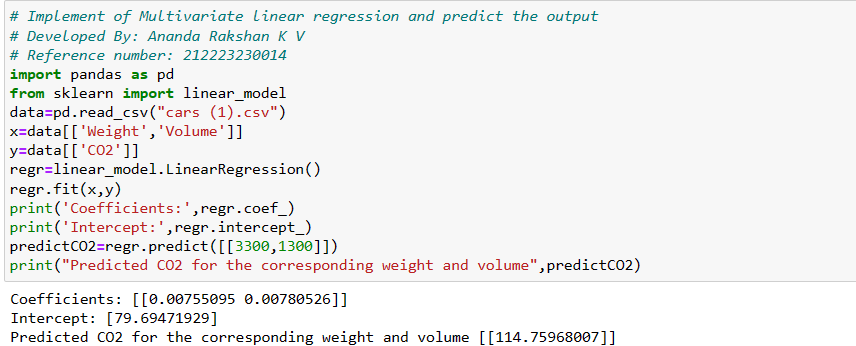 # Implement of Multivariate linear regression and predict the output
# Developed By: Ananda Rakshan K V
# Reference number: 212223230014
import pandas as pd
from sklearn import linear_model
data=pd.read_csv("cars (1).csv")
x=data[['Weight','Volume']]
y=data[['CO2']]
regr=linear_model.LinearRegression()
regr.fit(x,y)
print('Coefficients:',regr.coef_)
print('Intercept:',regr.intercept_)
predictCO2=regr.predict([[3300,1300]])
print("Predicted CO2 for the corresponding weight and volume",predictCO2)
Coefficients: [[0.00755095 0.00780526]]
Intercept: [79.69471929]
Predicted CO2 for the corresponding weight and volume [[114.75968007]]